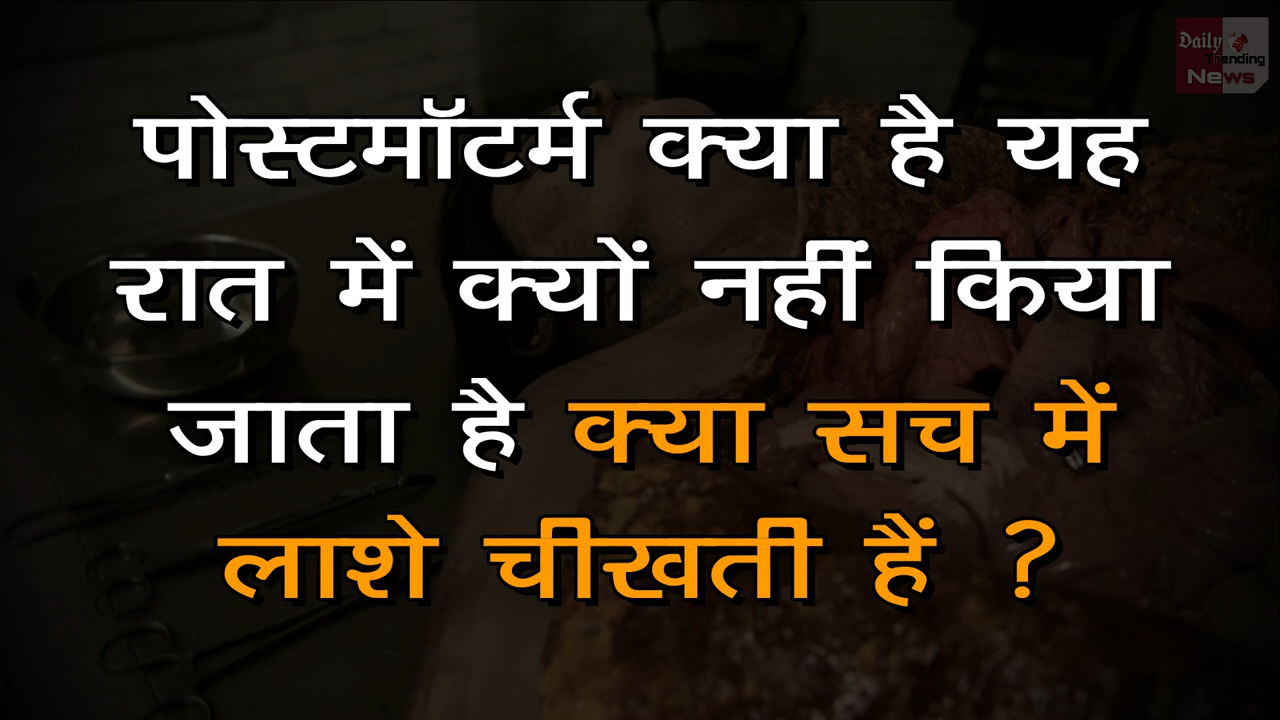 Daily
Trending
News
पोस्टमॉटर्म क्या है यह
रात में क्यों नहीं किया
जाता है क्या सच में
लाशे चीखती हैं ?